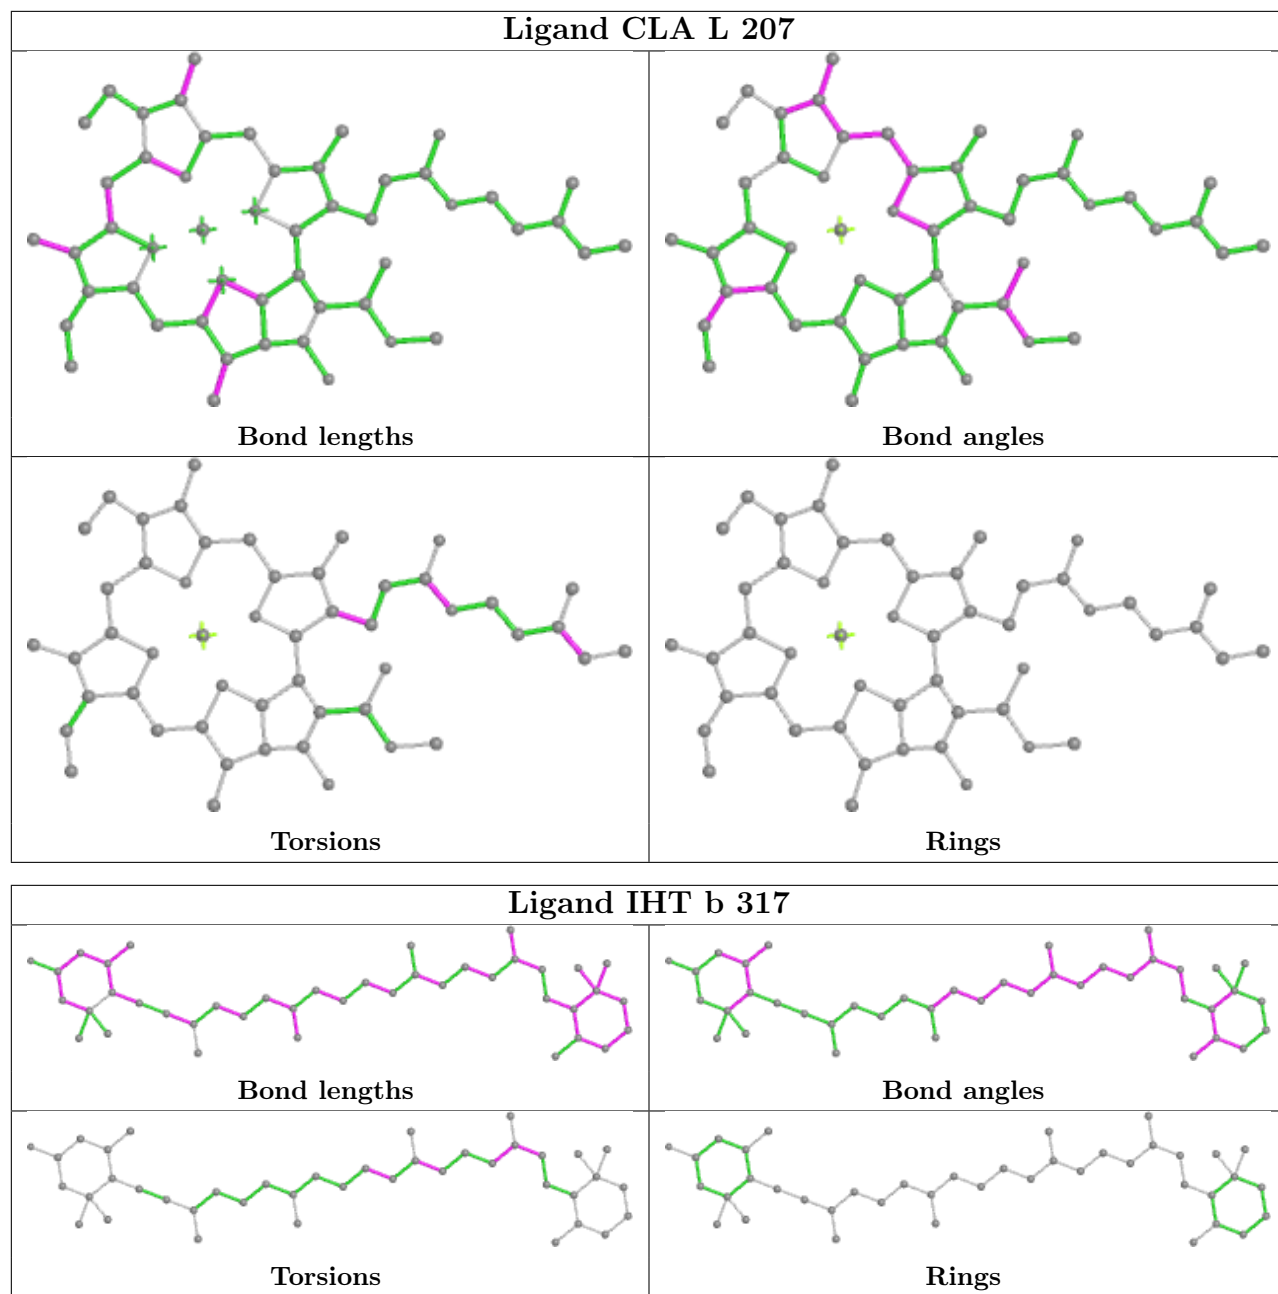 Ligand CLA L 207
Bond lengths
Bond angles
Torsions
Rings
Ligand IHT b 317
Bond lengths
Bond angles
Torsions
Rings